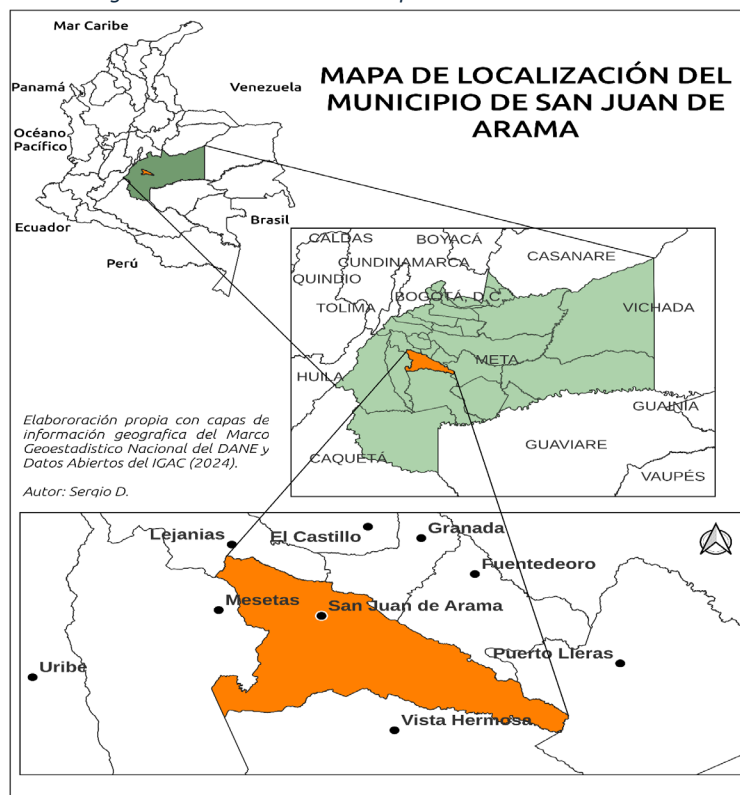 Mar Caribe
Panamá
Venezuela
Océano
Pacífico
Ecuador
Brasil
Perú
MAPA DE LOCALIZACIÓN DEL
MUNICIPIO DE SAN JUAN DE
ARAMA
CALDAS
BOYACÁ
CUNDINAMARCA
CASANARE
QUINDIO
BOGOTÁ, D.C.
TOLIMA
VICHADA
META
HUILA
GUAINÍA
GUAVIARE
CAQUETÁ
VAUPÉS
Elabororación propia con capas de
información geografica del Marco
Geoestadistico Nacional del DANE y
Datos Abiertos del IGAC (2024).
Autor: Sergio D.
Lejanias
El Castillo
Granada
Fuentedeoro
Mesetas
San Juan de Arama
Uribe
Puerto Lleras
Vista Hermosa